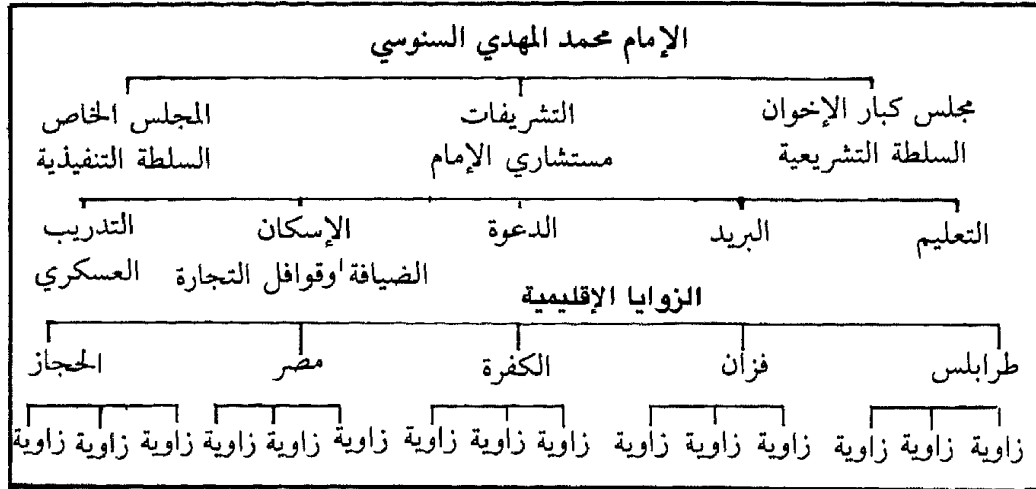 الإمام محمد المهدي السنوسي
مجلس كبار الإخوان التشريفات المجلس الخاص
السلطة التشريعية مستشاري الإمام السلطة التنفيذية
التعليم البريد الدعوة الإسكان التدريب
الضيافة وقوافل التجارة العسكري
الزوايا الإقليمية
طرابلس فزان الكفرة مصر الحجاز
زاوية زاوية زاوية زاوية زاوية زاوية زاوية زاوية زاوية زاوية زاوية زاوية زاوية زاوية زاوية